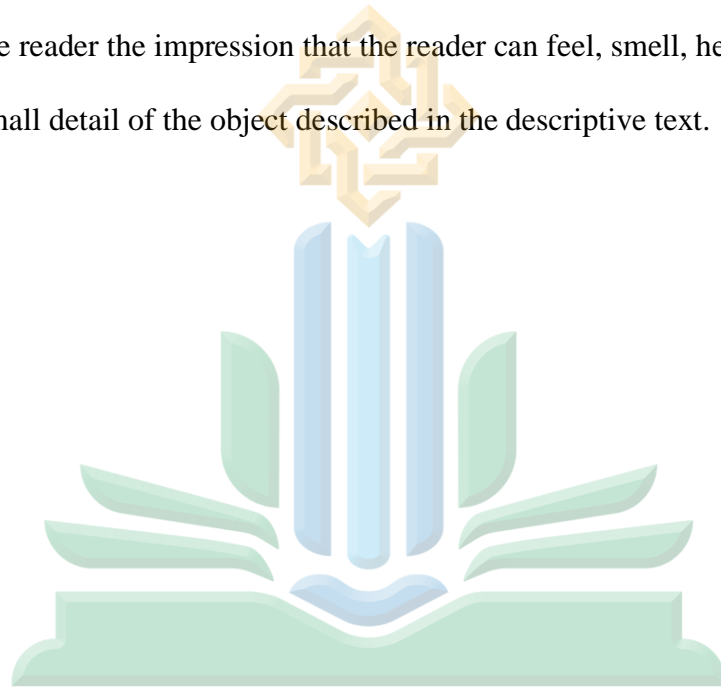 e reader the impression that the reader can feel, smell, he
nall detail of the object described in the descriptive text.